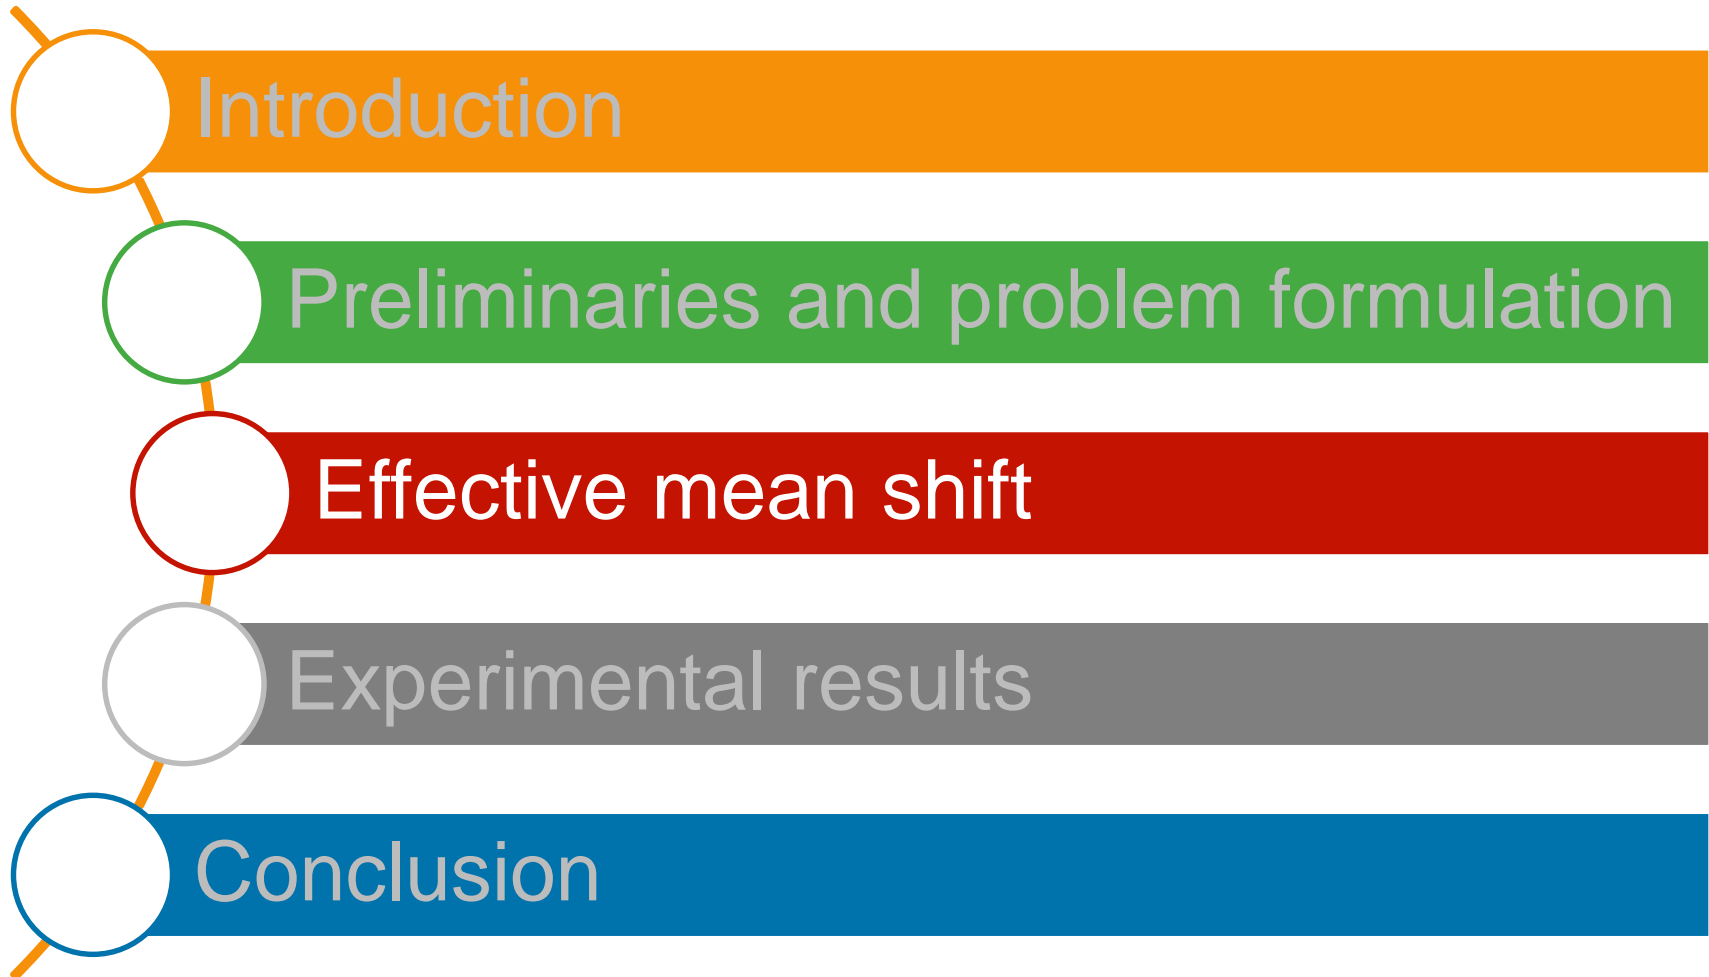 Introduction
Preliminaries and problem formulation
Effective mean shift
Experimental results
Conclusion